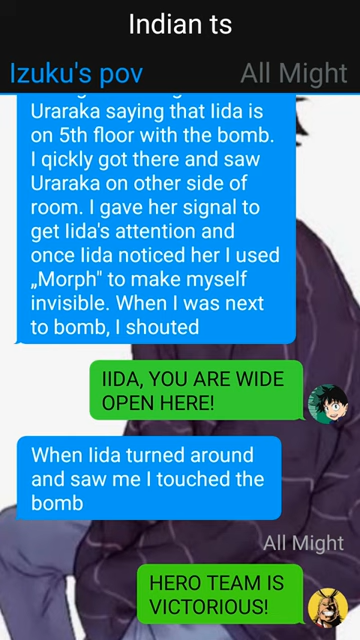 Indian ts
Izuku's pov All Might
Uraraka saying that Iida is
on 5th floor with the bomb.
I qickly got there and saw
Uraraka on other side of
room. I gave her signal to
get Iida's attention and
once Iida noticed her I used
„Morph" to make myself
invisible. When I was next
to bomb, I shouted
IIDA, YOU ARE WIDE
OPEN HERE!
When Iida turned around
and saw me I touched the
bomb
All Might
HERO TEAM IS
VICTORIOUS!